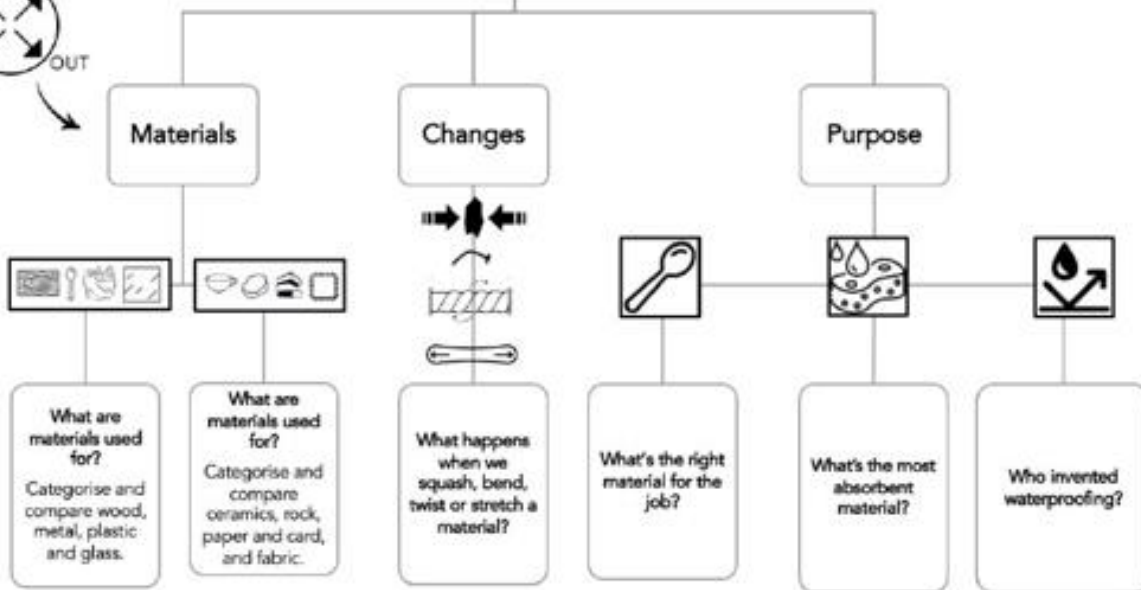 OUT
Materials
Changes
Purpose
What are
materials used
for?
Categorise and
compare wood,
metal, plastic
and glass.
What are
materials used
for?
Categorise and
compare
ceramics, rock,
paper and card,
and fabric.
What happens
when we
squash, bend,
twist or stretch a
material?
What's the right
material for the
job?
What's the most
absorbent
material?
Who invented
waterproofing?